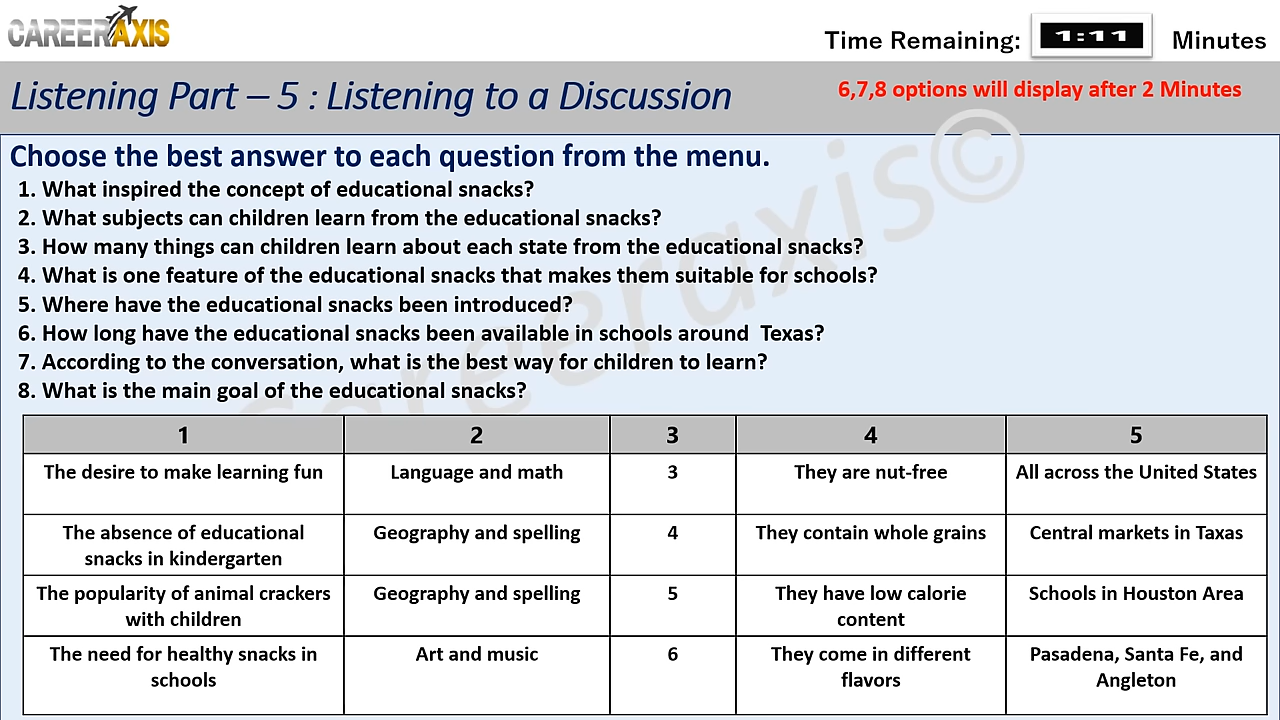 CAREERAXIS
Time Remaining: 1:11 Minutes
Listening Part – 5 : Listening to a Discussion
6,7,8 options will display after 2 Minutes
Choose the best answer to each question from the menu.
1. What inspired the concept of educational snacks?
2. What subjects can children learn from the educational snacks?
3. How many things can children learn about each state from the educational snacks?
4. What is one feature of the educational snacks that makes them suitable for schools?
5. Where have the educational snacks been introduced?
6. How long have the educational snacks been available in schools around Texas?
7. According to the conversation, what is the best way for children to learn?
8. What is the main goal of the educational snacks?
Careeraxis©
1 2 3 4 5
The desire to make learning fun Language and math 3 They are nut-free All across the United States
The absence of educational Geography and spelling 4 They contain whole grains Central markets in Taxas
snacks in kindergarten
The popularity of animal crackers Geography and spelling 5 They have low calorie Schools in Houston Area
with children content
The need for healthy snacks in Art and music 6 They come in different Pasadena, Santa Fe, and
schools flavors Angleton